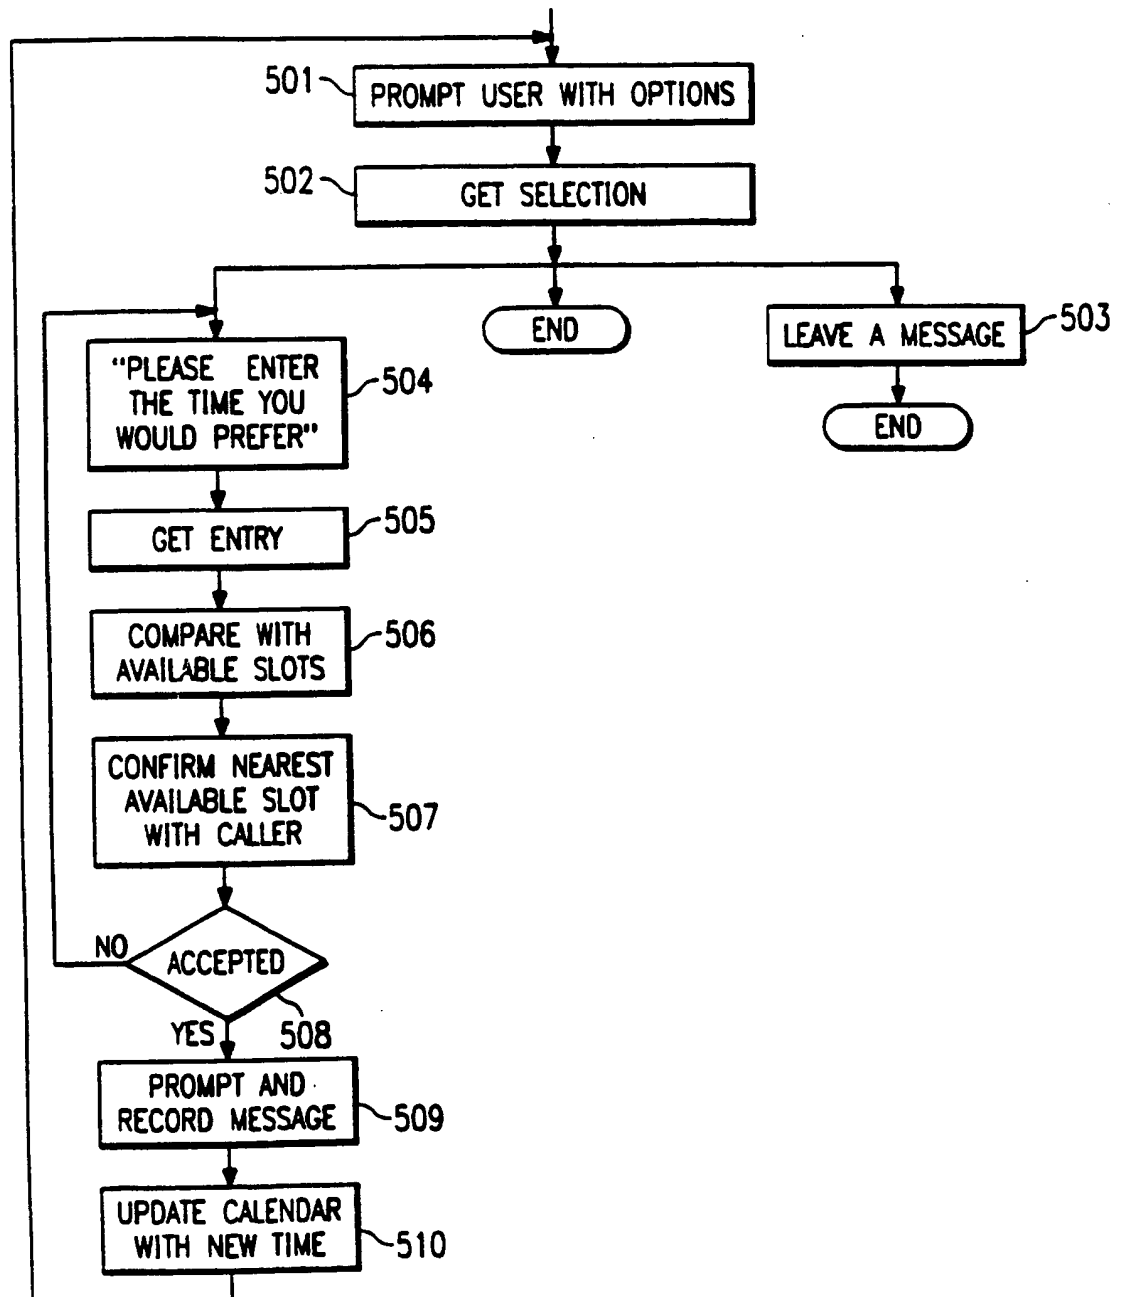 501
PROMPT USER WITH OPTIONS
502
GET SELECTION
END
LEAVE A MESSAGE
503
END
"PLEASE ENTER
THE TIME YOU
WOULD PREFER"
504
GET ENTRY
505
COMPARE WITH
AVAILABLE SLOTS
506
CONFIRM NEAREST
AVAILABLE SLOT
WITH CALLER
507
NO
ACCEPTED
508
YES
PROMPT AND
RECORD MESSAGE
509
UPDATE CALENDAR
WITH NEW TIME
510